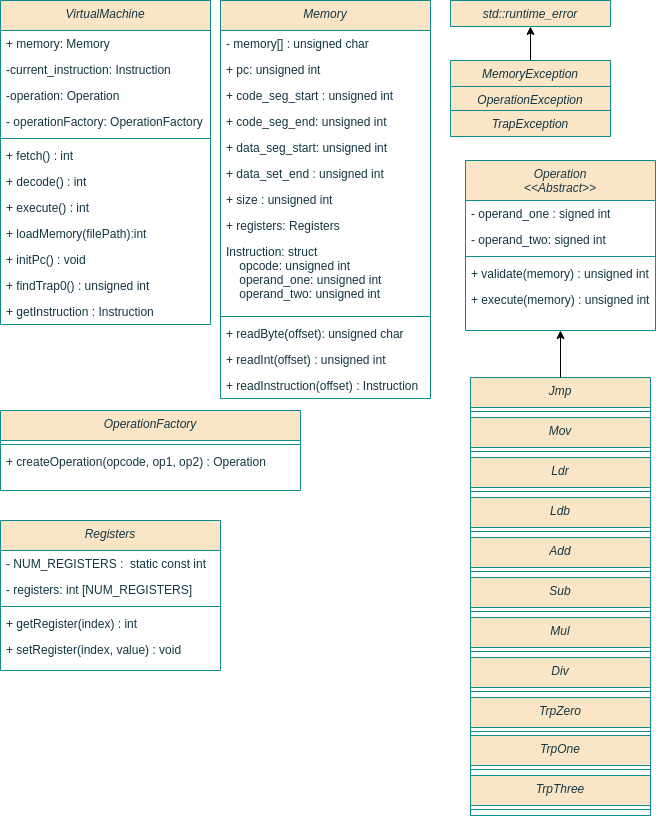 VirtualMachine
+ memory: Memory
-current_instruction: Instruction
-operation: Operation
- operationFactory: OperationFactory
+ fetch() : int
+ decode() : int
+ execute() : int
+ loadMemory(filePath):int
+ initPc() : void
+ findTrap0() : unsigned int
+ getInstruction : Instruction
Memory
- memory[] : unsigned char
+ pc: unsigned int
+ code_seg_start : unsigned int
+ code_seg_end: unsigned int
+ data_seg_start: unsigned int
+ data_set_end : unsigned int
+ size : unsigned int
+ registers: Registers
Instruction: struct
opcode: unsigned int
operand_one: unsigned int
operand_two: unsigned int
+ readByte(offset): unsigned char
+ readInt(offset) : unsigned int
+ readInstruction(offset) : Instruction
std::runtime_error
MemoryException
OperationException
TrapException
Operation
<<Abstract>>
- operand_one : signed int
- operand_two: signed int
+ validate(memory) : unsigned int
+ execute(memory) : unsigned int
Jmp
Mov
Ldr
Ldb
Add
Sub
Mul
Div
TrpZero
TrpOne
TrpThree
OperationFactory
+ createOperation(opcode, op1, op2) : Operation
Registers
- NUM_REGISTERS :  static const int
- registers: int [NUM_REGISTERS]
+ getRegister(index) : int
+ setRegister(index, value) : void